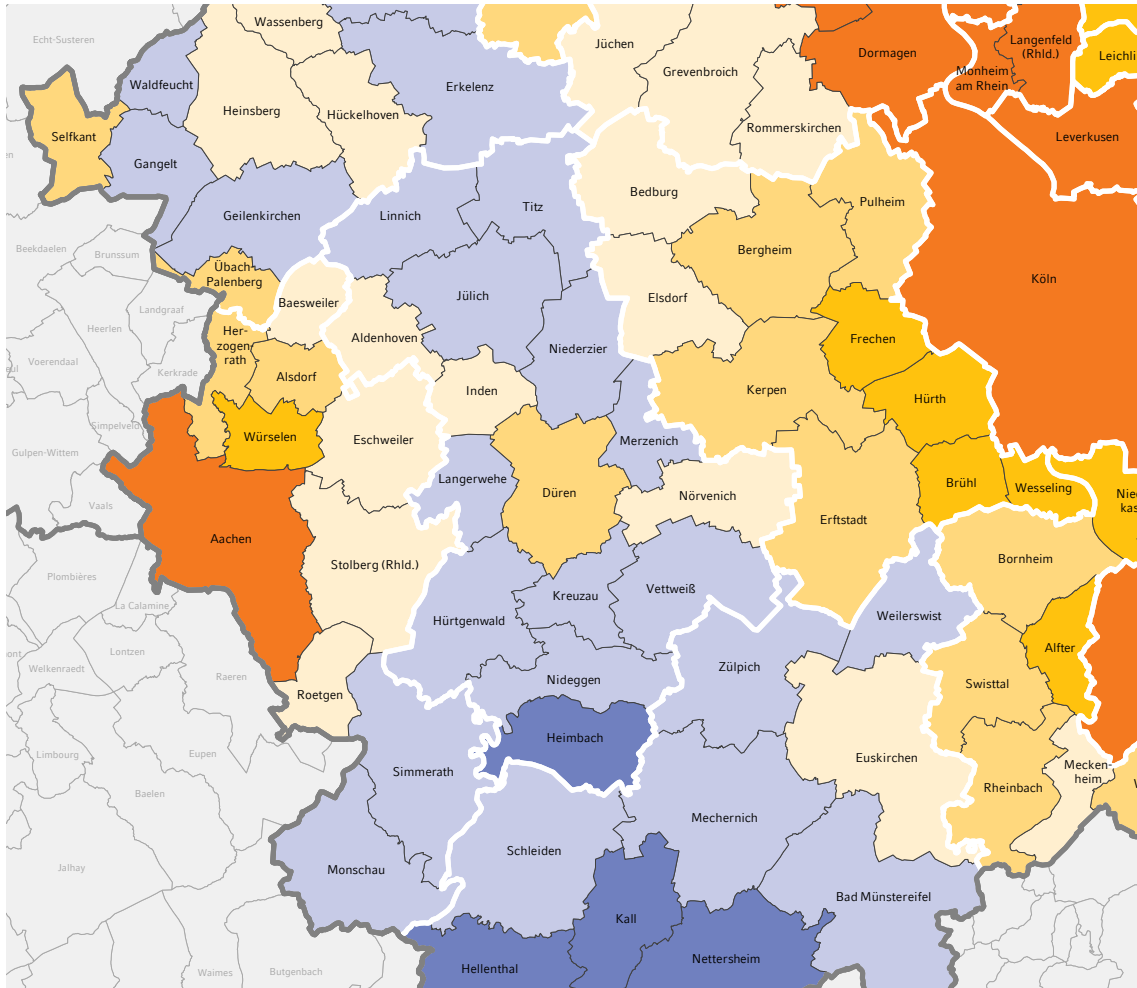 Echt-Susteren
Wassenberg
Jüchen
Dormagen
Langenfeld
(Rhld.)
Leichli
Waldfeucht
Erkelenz
Grevenbroich
Monheim
am Rhein
Heinsberg
Hückelhoven
Rommerskirchen
Selfkant
Leverkusen
Gangelt
Bedburg
Geilenkirchen
Linnich
Titz
Pulheim
Beekdaelen
Brunssum
Bergheim
Übach-
Palenberg
Köln
Baesweiler
Jülich
Elsdorf
Landgraaf
Heerlen
Her-
zogen-
rath
Aldenhoven
Niederzier
Frechen
Voerendaal
Kerkrade
Alsdorf
Inden
Kerpen
Hürth
Simpelveld
Würselen
Eschweiler
Merzenich
Gulpen-Wittem
Langerwehe
Düren
Nörvenich
Brühl
Wesseling
Nied
kas
Vaals
Erftstadt
Aachen
Stolberg (Rhld.)
Bornheim
Plombières
La Calamine
Kreuzau
Vettweiß
Hürtgenwald
Weilerswist
Lontzen
Alfter
Welkenraedt
Raeren
Zülpich
Nideggen
Swisttal
Roetgen
Heimbach
Limbourg
Eupen
Euskirchen
Simmerath
Mecken-
heim
Rheinbach
Baelen
Mechernich
Schleiden
Jalhay
Monschau
Bad Münstereifel
Kall
Nettersheim
Hellenthal
Waimes
Butgenbach